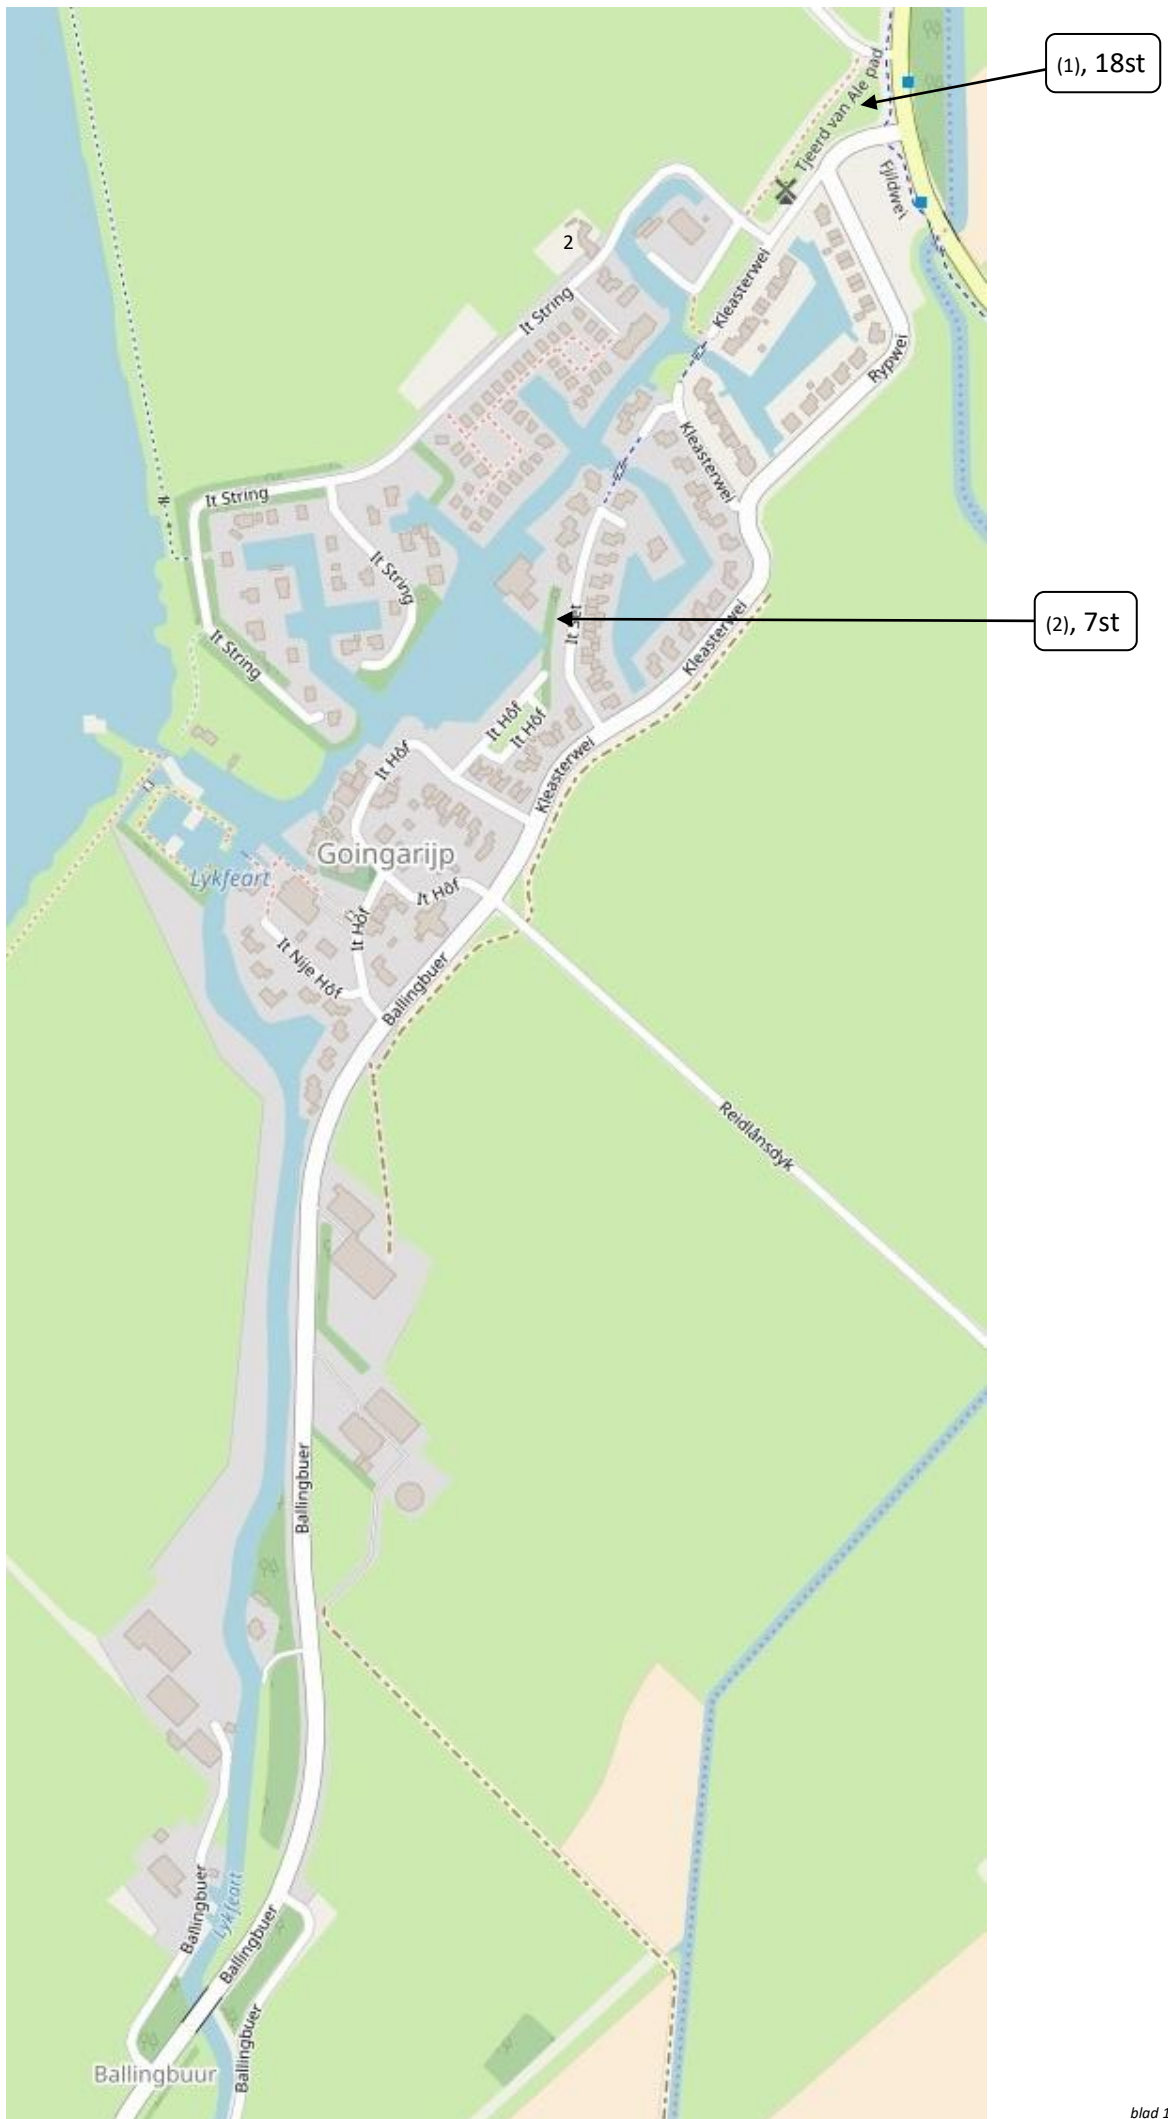 (1), 18st
Tjeerd van Ale pad
Fjildwei
2
Kleasterwei
It String
Rypwei
Kleasterwei
It String
It String
(2), 7st
It Set
Kleasterwei
It String
It Hôf
It Hôf
It Hôf
Kleasterwei
Goingarijp
Lykfeart
It Hôf
It Hôf
It Nije Hôf
Ballingbuer
Reidlânsdyk
Ballingbuer
Ballingbuer
Lykfeart
Ballingbuer
Ballingbuer
Ballingbuur
blad 1